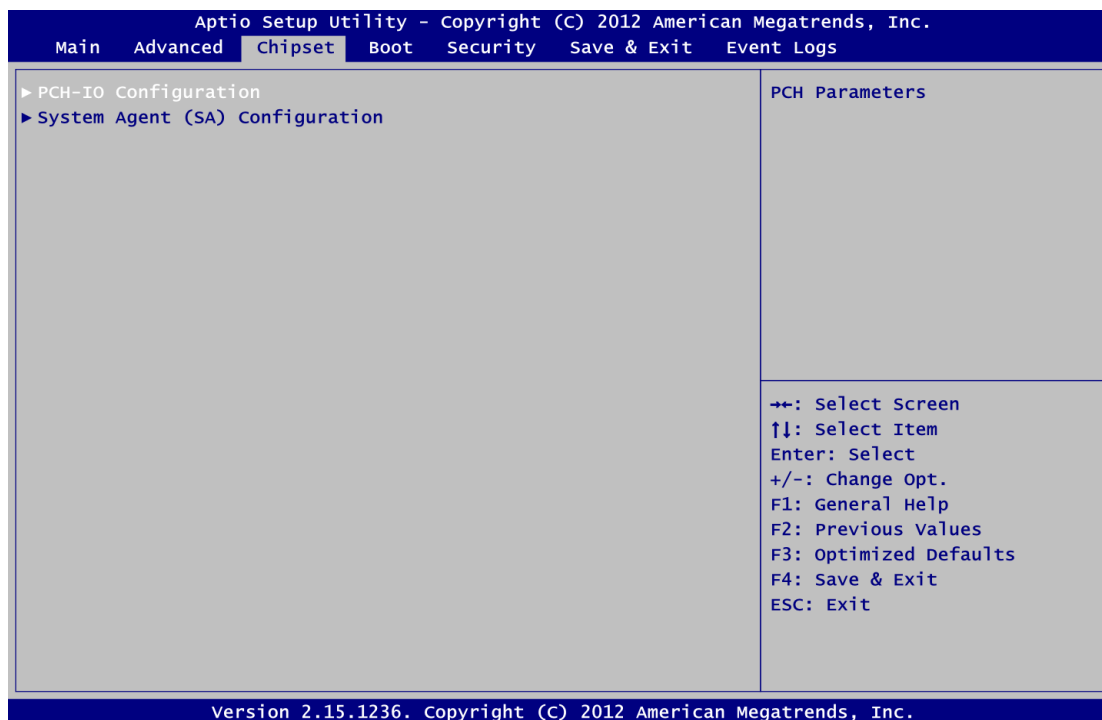 Aptio Setup Utility - Copyright (C) 2012 American Megatrends, Inc.
Main Advanced Chipset Boot Security Save & Exit Event Logs
► PCH-IO Configuration
► System Agent (SA) Configuration
PCH Parameters
→←: Select Screen
↑↓: Select Item
Enter: Select
+/-: Change Opt.
F1: General Help
F2: Previous Values
F3: Optimized Defaults
F4: Save & Exit
ESC: Exit
Version 2.15.1236. Copyright (C) 2012 American Megatrends, Inc.